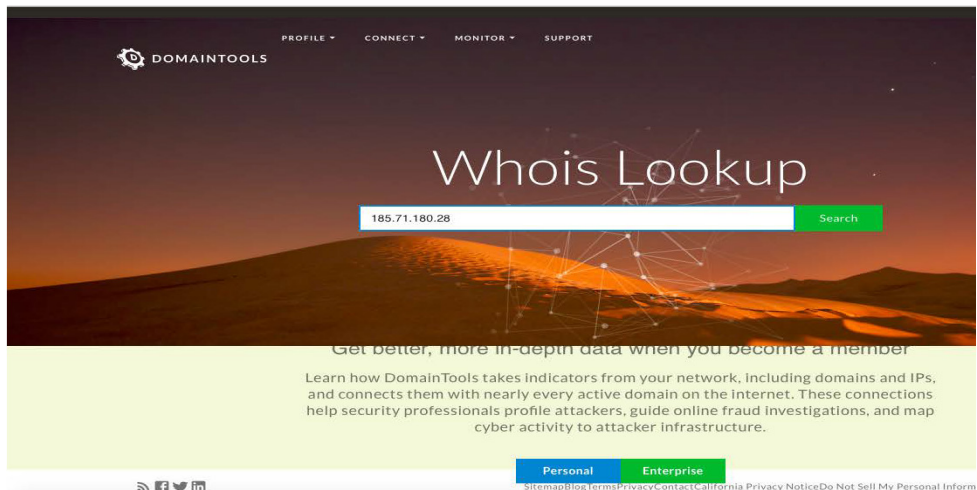 PROFILE CONNECT MONITOR SUPPORT
DOMAINTOOLS
Whois Lookup
185.71.180.28 Search
Get better, more in-depth data when you become a member
Learn how DomainTools takes indicators from your network, including domains and IPs,
and connects them with nearly every active domain on the internet. These connections
help security professionals profile attackers, guide online fraud investigations, and map
cyber activity to attacker infrastructure.
Personal Enterprise
SitemapBlogTermsPrivacyContactCalifornia Privacy NoticeDo Not Sell My Personal Inform